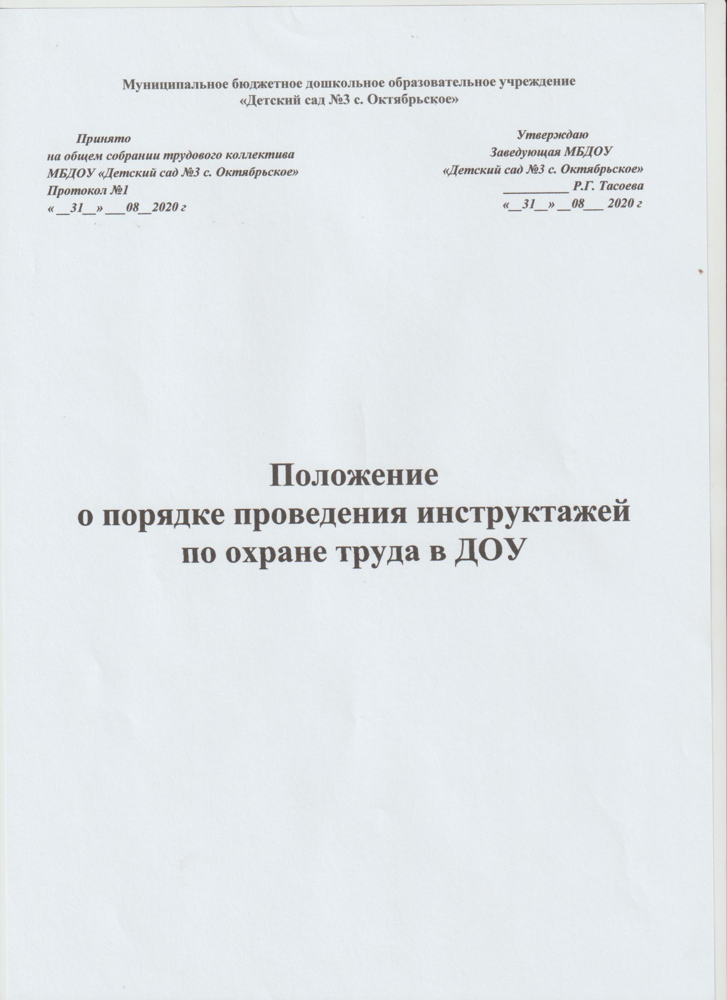 Муниципальное бюджетное дошкольное образовательное учреждение
«Детский сад №3 с. Октябрьское»
Принято
на общем собрании трудового коллектива
МБДОУ «Детский сад №3 с. Октябрьское»
Протокол №1
« __31__» ___08__2020 г
Утверждаю
Заведующая МБДОУ
«Детский сад №3 с. Октябрьское»
__________ Р.Г. Тасоева
«__31__» __08___ 2020 г
Положение
о порядке проведения инструктажей
по охране труда в ДОУ